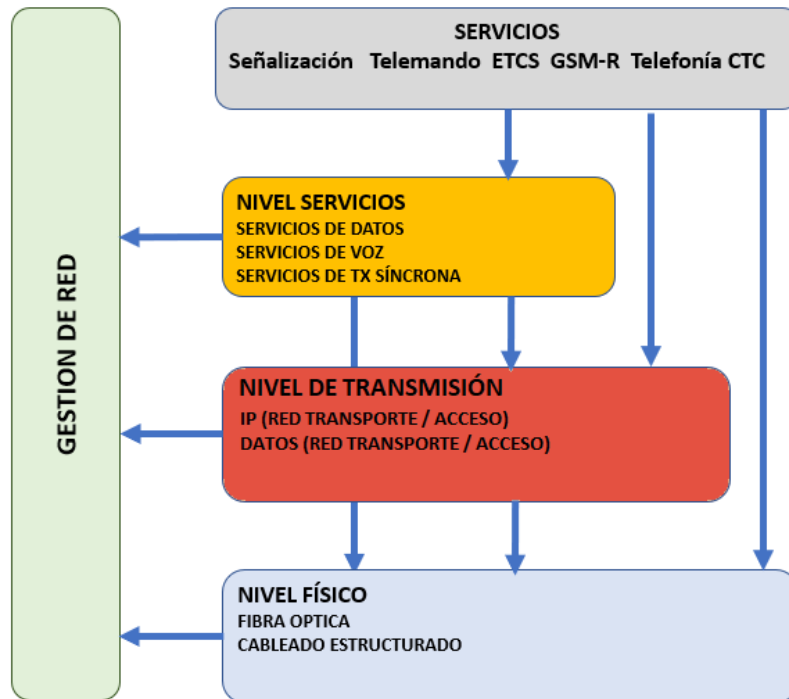 SERVICIOS
Señalización Telemando ETCS GSM-R Telefonía CTC
NIVEL SERVICIOS
SERVICIOS DE DATOS
SERVICIOS DE VOZ
SERVICIOS DE TX SÍNCRONA
GESTION DE RED
NIVEL DE TRANSMISIÓN
IP (RED TRANSPORTE / ACCESO)
DATOS (RED TRANSPORTE / ACCESO)
NIVEL FÍSICO
FIBRA OPTICA
CABLEADO ESTRUCTURADO